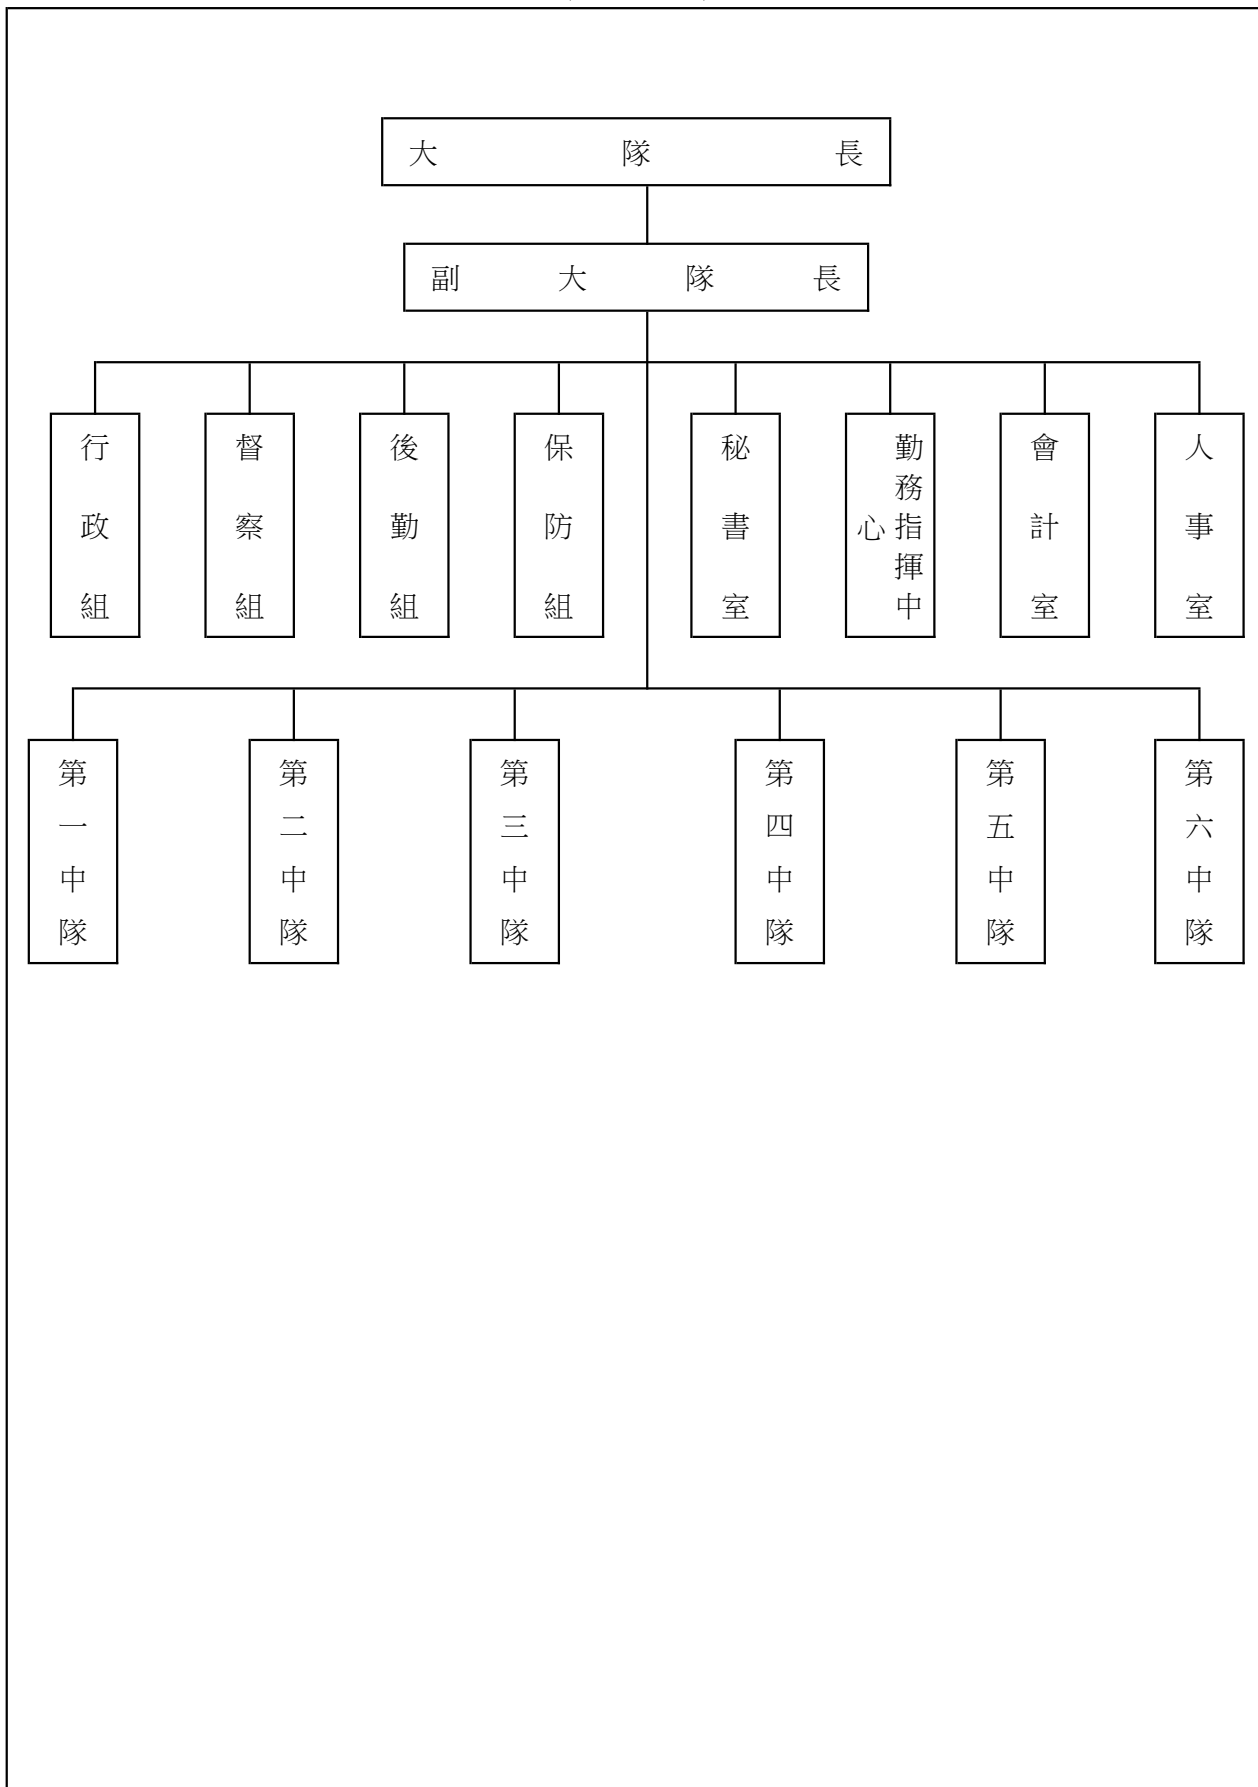 大隊長
副大隊長
行政組
督察組
後勤組
保防組
秘書室
勤務指揮中
心
會計室
人事室
第一中隊
第二中隊
第三中隊
第四中隊
第五中隊
第六中隊